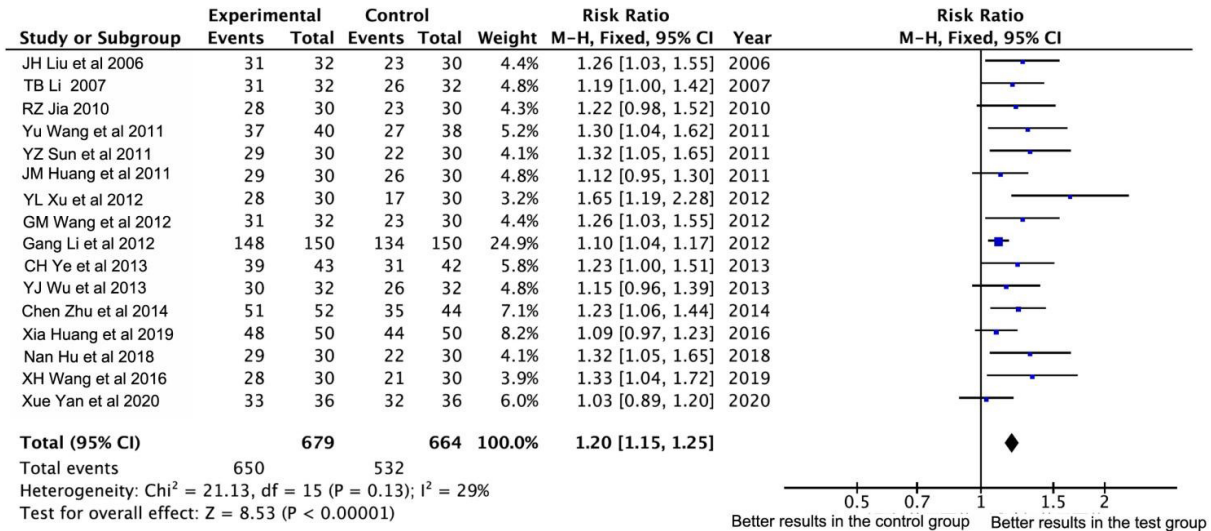 Experimental Control Risk Ratio Risk Ratio
Study or Subgroup Events Total Events Total Weight M-H, Fixed, 95% CI Year M-H, Fixed, 95% CI
JH Liu et al 2006 31 32 23 30 4.4% 1.26 [1.03, 1.55] 2006
TB Li 2007 31 32 26 32 4.8% 1.19 [1.00, 1.42] 2007
RZ Jia 2010 28 30 23 30 4.3% 1.22 [0.98, 1.52] 2010
Yu Wang et al 2011 37 40 27 38 5.2% 1.30 [1.04, 1.62] 2011
YZ Sun et al 2011 29 30 22 30 4.1% 1.32 [1.05, 1.65] 2011
JM Huang et al 2011 29 30 26 30 4.8% 1.12 [0.95, 1.30] 2011
YL Xu et al 2012 28 30 17 30 3.2% 1.65 [1.19, 2.28] 2012
GM Wang et al 2012 31 32 23 30 4.4% 1.26 [1.03, 1.55] 2012
Gang Li et al 2012 148 150 134 150 24.9% 1.10 [1.04, 1.17] 2012
CH Ye et al 2013 39 43 31 42 5.8% 1.23 [1.00, 1.51] 2013
YJ Wu et al 2013 30 32 26 32 4.8% 1.15 [0.96, 1.39] 2013
Chen Zhu et al 2014 51 52 35 44 7.1% 1.23 [1.06, 1.44] 2014
Xia Huang et al 2019 48 50 44 50 8.2% 1.09 [0.97, 1.23] 2016
Nan Hu et al 2018 29 30 22 30 4.1% 1.32 [1.05, 1.65] 2018
XH Wang et al 2016 28 30 21 30 3.9% 1.33 [1.04, 1.72] 2019
Xue Yan et al 2020 33 36 32 36 6.0% 1.03 [0.89, 1.20] 2020
Total (95% CI) 679 664 100.0% 1.20 [1.15, 1.25]
Total events 650 532
Heterogeneity: Chi² = 21.13, df = 15 (P = 0.13); I² = 29%
Test for overall effect: Z = 8.53 (P < 0.00001)
0.5 0.7 1 1.5 2
Better results in the control group Better results in the test group